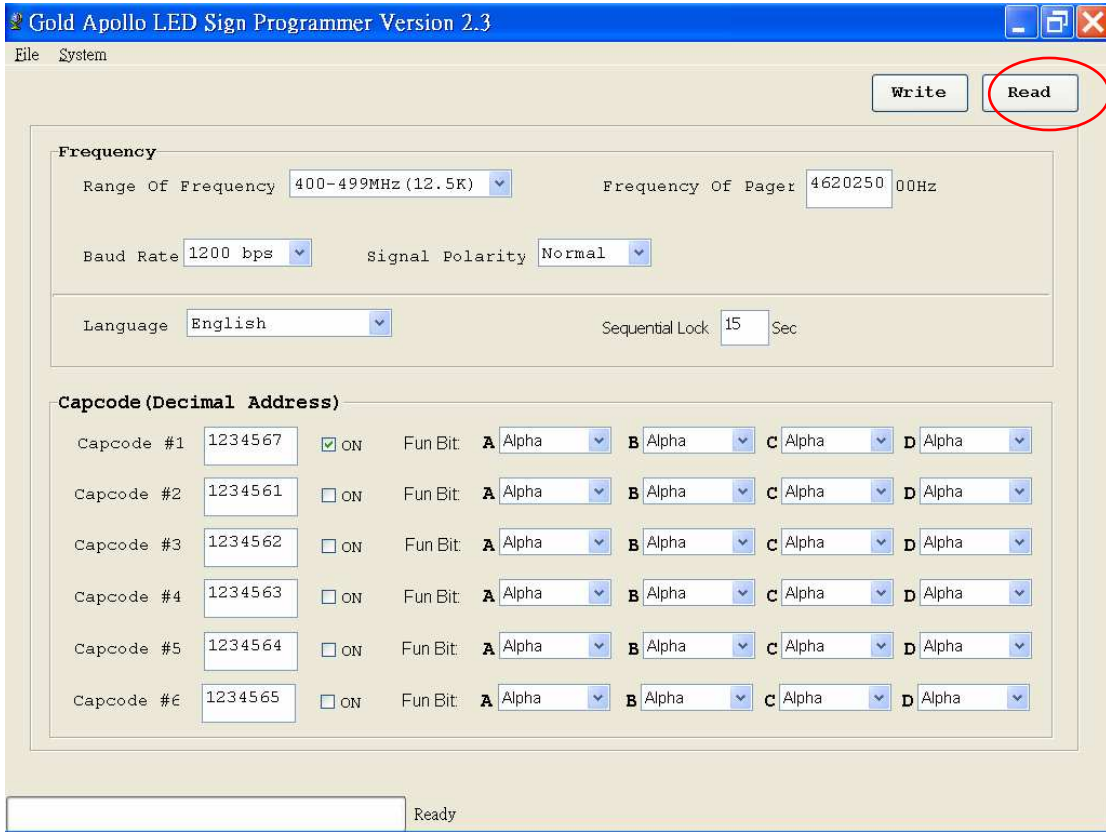 Gold Apollo LED Sign Programmer Version 2.3
File System
Write Read
Frequency
Range Of Frequency 400-499MHz(12.5K) Frequency Of Pager 4620250 00Hz
Baud Rate 1200 bps Signal Polarity Normal
Language English Sequential Lock 15 Sec
Capcode(Decimal Address)
Capcode #1 1234567 ON Fun Bit: A Alpha B Alpha C Alpha D Alpha
Capcode #2 1234561 ON Fun Bit: A Alpha B Alpha C Alpha D Alpha
Capcode #3 1234562 ON Fun Bit: A Alpha B Alpha C Alpha D Alpha
Capcode #4 1234563 ON Fun Bit: A Alpha B Alpha C Alpha D Alpha
Capcode #5 1234564 ON Fun Bit: A Alpha B Alpha C Alpha D Alpha
Capcode #6 1234565 ON Fun Bit: A Alpha B Alpha C Alpha D Alpha
Ready